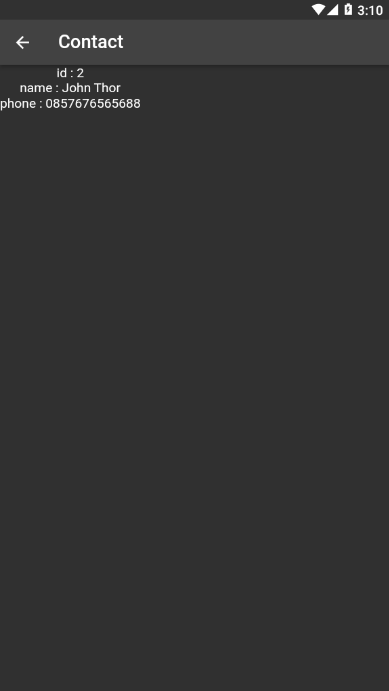 3:10
Contact
id : 2
name : John Thor
phone : 0857676565688